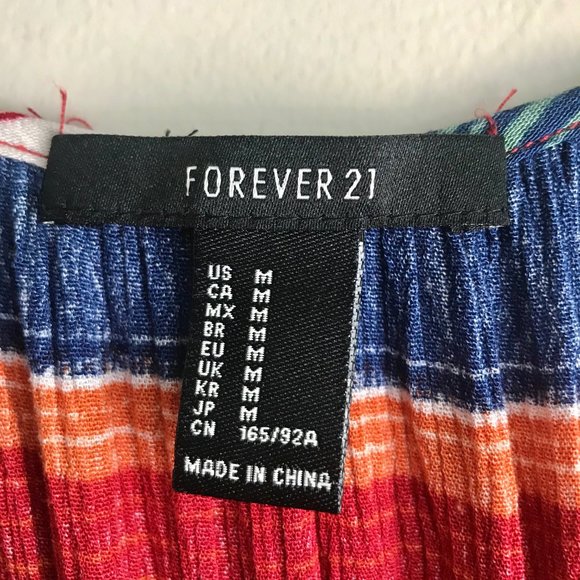 FOREVER 21
US M
CA M
MX M
BR M
EU M
UK M
KR M
JP M
CN 165/92A
MADE IN CHINA